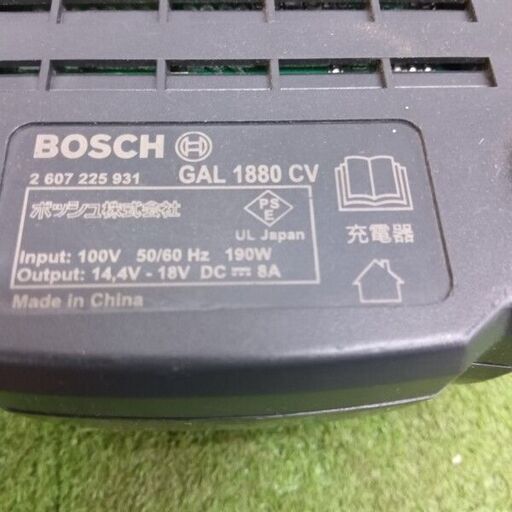 BOSCH
2 607 225 931 GAL 1880 CV
ボッシュ株式会社
PS
E
UL Japan
充電器
Input: 100V 50/60 Hz 190W
Output: 14,4V - 18V DC ⎓ 8A
Made in China